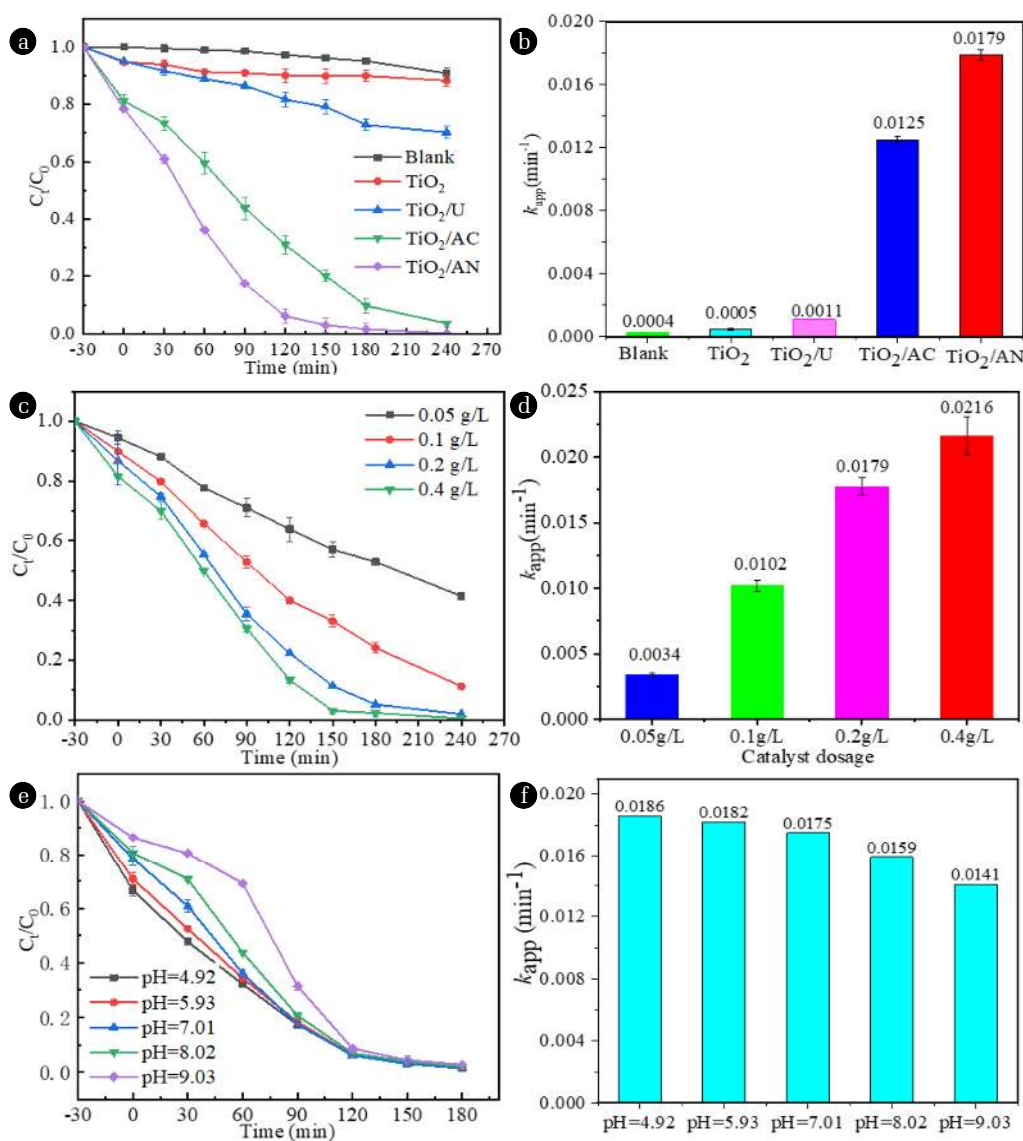 a
1.0
0.8
0.6
0.4
0.2
0.0
Cₜ/C₀
Blank
TiO₂
TiO₂/U
TiO₂/AC
TiO₂/AN
-30 0 30 60 90 120 150 180 210 240 270
Time (min)
b
0.020
0.016
0.012
0.008
0.004
0.000
kₐₚₚ(min⁻¹)
0.0004
0.0005
0.0011
0.0125
0.0179
Blank TiO₂ TiO₂/U TiO₂/AC TiO₂/AN
c
1.0
0.8
0.6
0.4
0.2
0.0
Cₜ/C₀
0.05 g/L
0.1 g/L
0.2 g/L
0.4 g/L
-30 0 30 60 90 120 150 180 210 240 270
Time (min)
d
0.025
0.020
0.015
0.010
0.005
0.000
kₐₚₚ(min⁻¹)
0.0034
0.0102
0.0179
0.0216
0.05g/L 0.1g/L 0.2g/L 0.4g/L
Catalyst dosage
e
1.0
0.8
0.6
0.4
0.2
0.0
Cₜ/C₀
pH=4.92
pH=5.93
pH=7.01
pH=8.02
pH=9.03
-30 0 30 60 90 120 150 180
Time (min)
f
0.020
0.016
0.012
0.008
0.004
0.000
kₐₚₚ (min⁻¹)
0.0186
0.0182
0.0175
0.0159
0.0141
pH=4.92 pH=5.93 pH=7.01 pH=8.02 pH=9.03